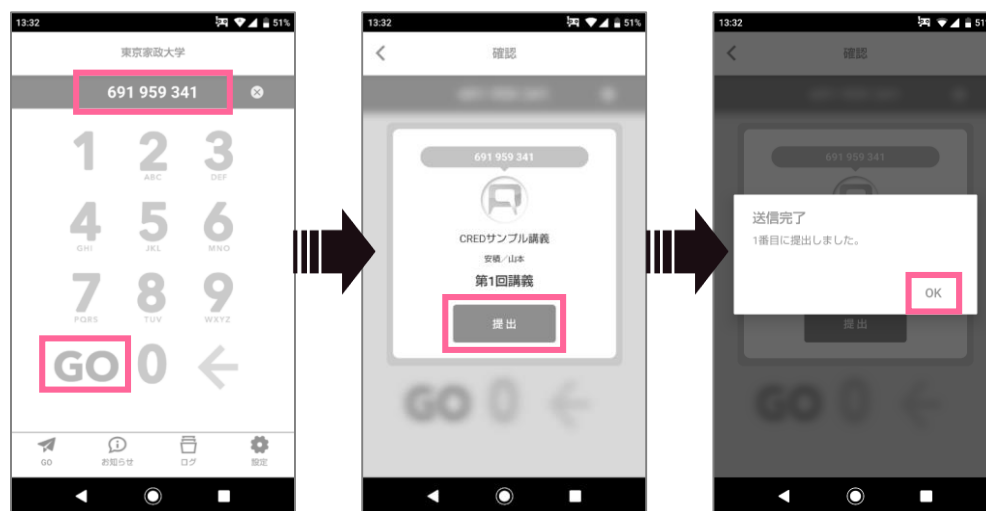 13:32
51%
東京家政大学
691 959 341
1
2
ABC
3
DEF
4
GHI
5
JKL
6
MNO
7
PQRS
8
TUV
9
WXYZ
GO
0
GO
お知らせ
ログ
設定
13:32
51%
確認
691 959 341
CREDサンプル講義
安積/山本
第1回講義
提出
GO 0
13:32
51
確認
691 959 341
送信完了
1番目に提出しました。
OK
提出
GO 0